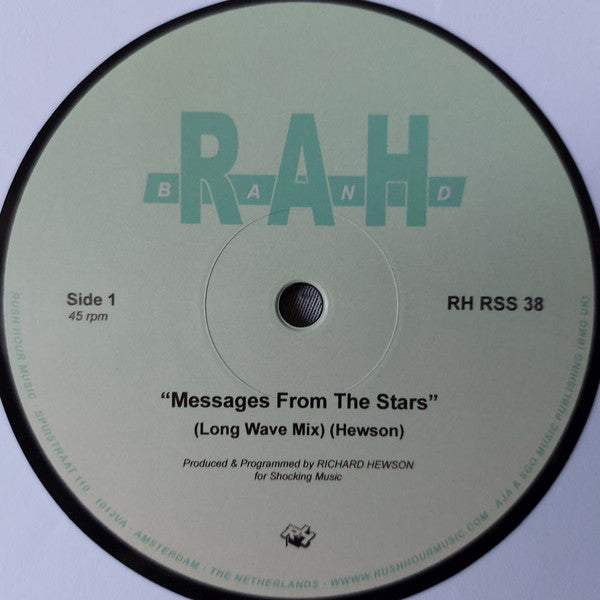 RAH
BAND
Side 1
45 rpm
RH RSS 38
“Messages From The Stars”
(Long Wave Mix) (Hewson)
Produced & Programmed by RICHARD HEWSON
for Shocking Music
RH
RUSH HOUR MUSIC · SPUISTRAAT 110 · 1012VA · AMSTERDAM · THE NETHERLANDS · WWWW.RUSHHOURMUSIC.COM · AJA & SGO MUSIC PUBLISHING (BMG UK)